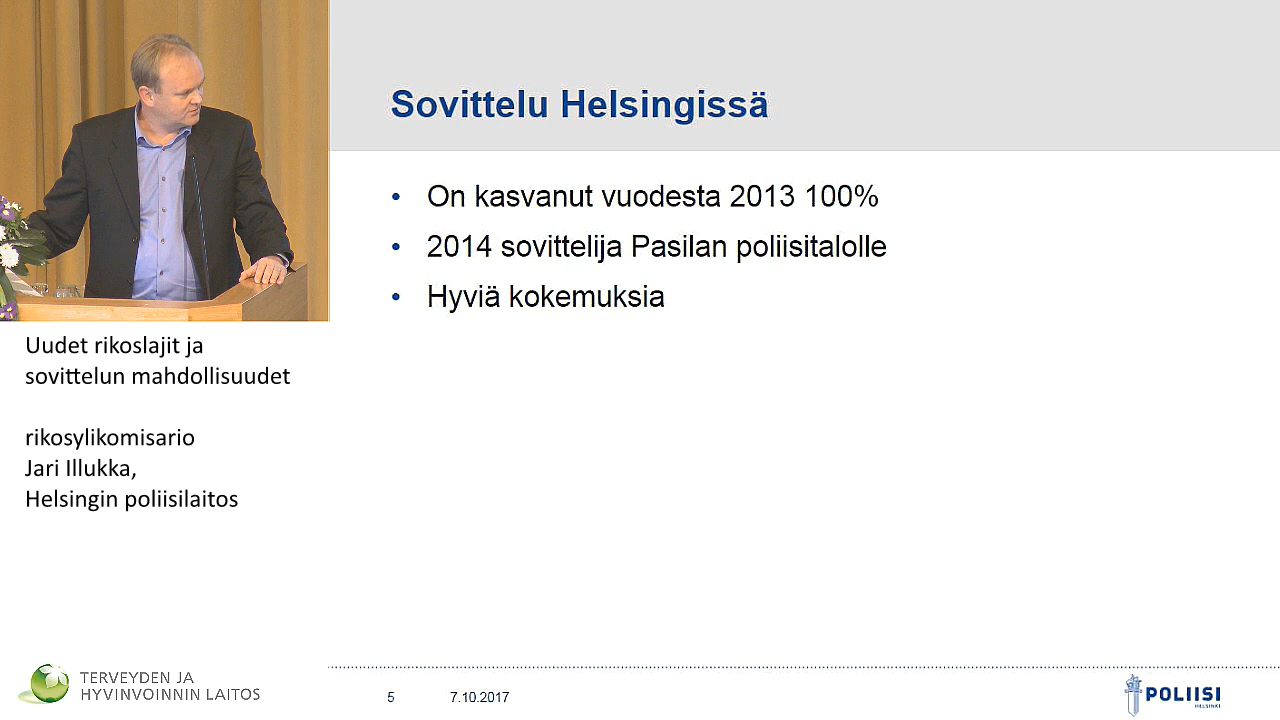 Sovittelu Helsingissä
• On kasvanut vuodesta 2013 100%
• 2014 sovittelija Pasilan poliisitalolle
• Hyviä kokemuksia
Uudet rikoslajit ja
sovittelun mahdollisuudet
rikosylikomisario
Jari Illukka,
Helsingin poliisilaitos
TERVEYDEN JA
HYVINVOINNIN LAITOS
5 7.10.2017
POLIISI
HELSINKI